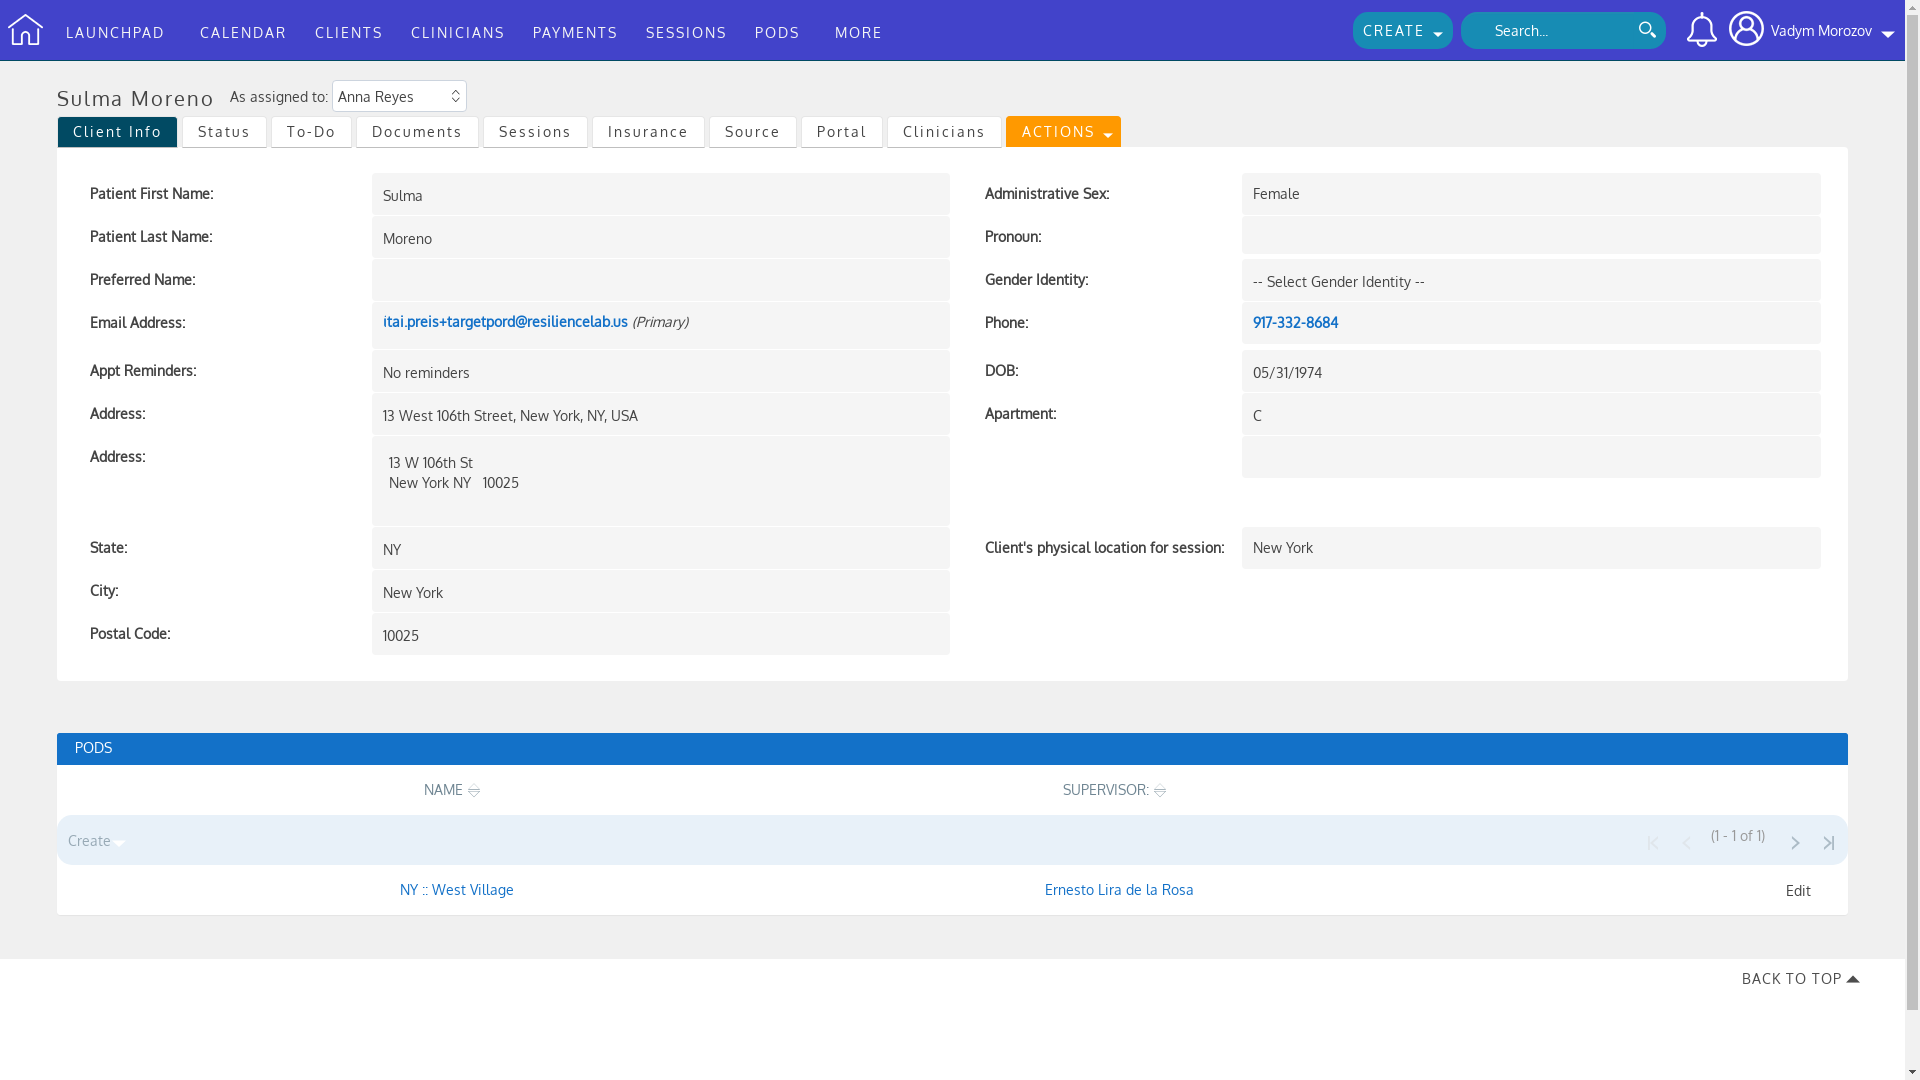 LAUNCHPAD CALENDAR CLIENTS CLINICIANS PAYMENTS SESSIONS PODS MORE CREATE Search... Vadym Morozov
Sulma Moreno As assigned to: Anna Reyes
Client Info Status To-Do Documents Sessions Insurance Source Portal Clinicians ACTIONS
Patient First Name: Sulma Administrative Sex: Female
Patient Last Name: Moreno Pronoun:
Preferred Name: Gender Identity: -- Select Gender Identity --
Email Address: itai.preis+targetpord@resiliencelab.us (Primary) Phone: 917-332-8684
Appt Reminders: No reminders DOB: 05/31/1974
Address: 13 West 106th Street, New York, NY, USA Apartment: C
Address: 13 W 106th St
New York NY 10025
State: NY Client's physical location for session: New York
City: New York
Postal Code: 10025
PODS
NAME SUPERVISOR:
Create (1 - 1 of 1)
NY :: West Village Ernesto Lira de la Rosa Edit
BACK TO TOP